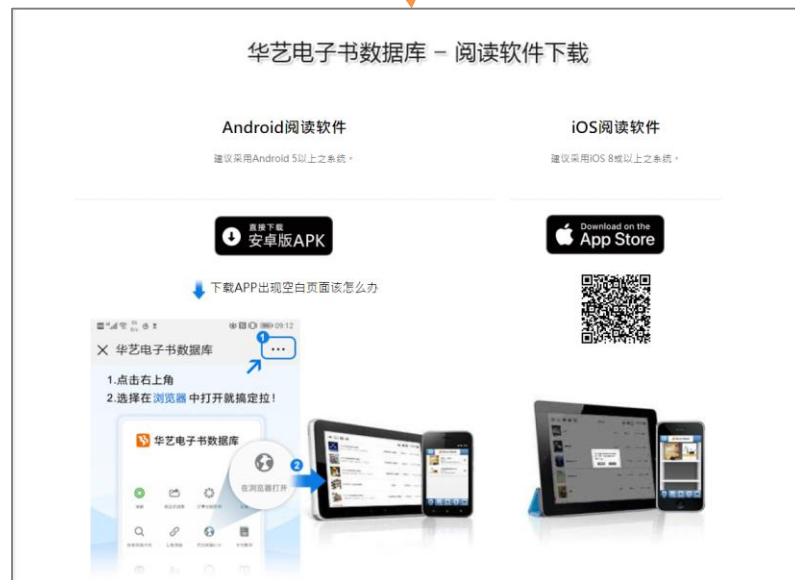 华艺电子书数据库 – 阅读软件下载
Android阅读软件
建议采用Android 5以上之系统。
iOS阅读软件
建议采用iOS 8或以上之系统。
直接下载
安卓版APK
Download on the
App Store
下载APP出现空白页面该怎么办
09:12
华艺电子书数据库
1
1.点击右上角
2.选择在 浏览器 中打开就搞定拉！
华艺电子书数据库
2
在浏览器打开